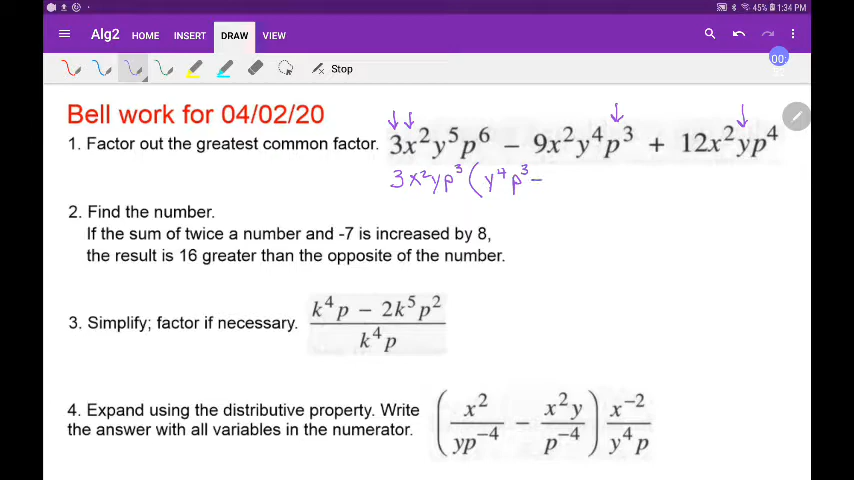 45% 1:34 PM
Alg2 HOME INSERT DRAW VIEW
00:
Stop
Bell work for 04/02/20
1. Factor out the greatest common factor. 3x²y⁵p⁶ − 9x²y⁴p³ + 12x²yp⁴
3x²yp³(y⁴p³−
2. Find the number.
If the sum of twice a number and -7 is increased by 8,
the result is 16 greater than the opposite of the number.
3. Simplify; factor if necessary. (k⁴p − 2k⁵p²)/(k⁴p)
4. Expand using the distributive property. Write
the answer with all variables in the numerator. (x²/(yp⁻⁴) − x²y/p⁻⁴) x⁻²/(y⁴p)